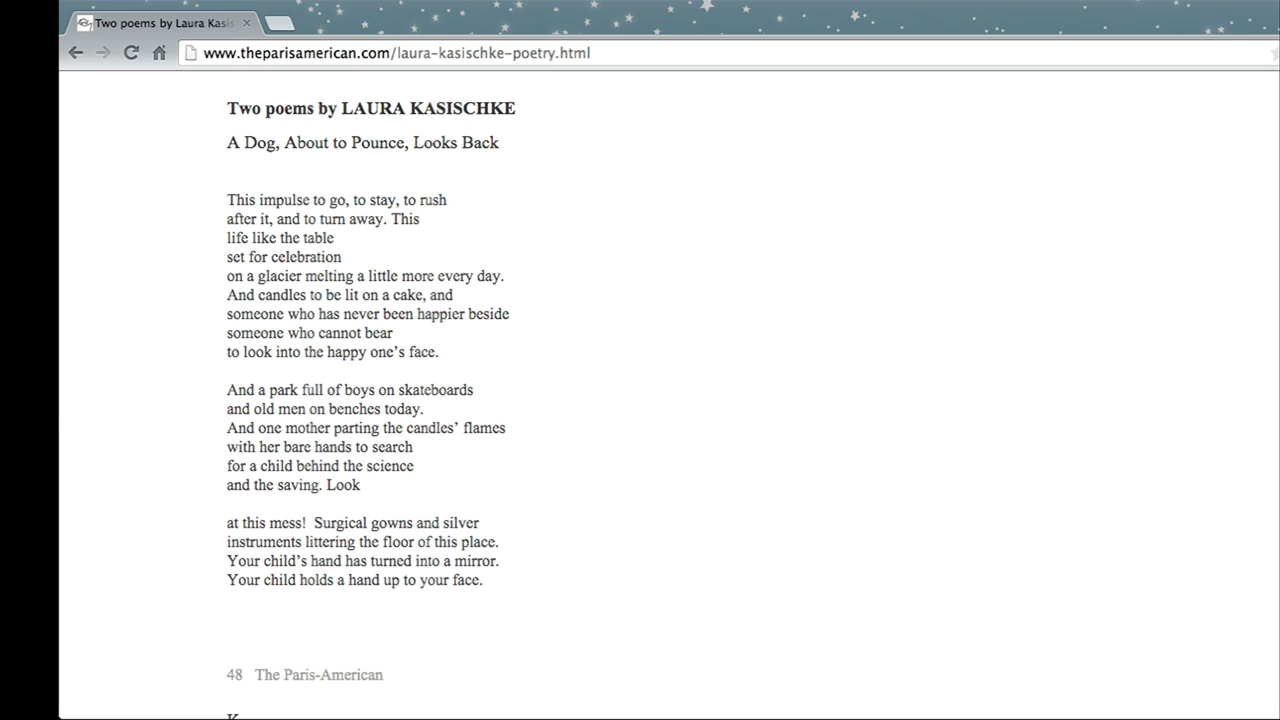 Two poems by Laura Kasis
www.theparisamerican.com/laura-kasischke-poetry.html
Two poems by LAURA KASISCHKE
A Dog, About to Pounce, Looks Back
This impulse to go, to stay, to rush
after it, and to turn away. This
life like the table
set for celebration
on a glacier melting a little more every day.
And candles to be lit on a cake, and
someone who has never been happier beside
someone who cannot bear
to look into the happy one’s face.
And a park full of boys on skateboards
and old men on benches today.
And one mother parting the candles’ flames
with her bare hands to search
for a child behind the science
and the saving. Look
at this mess!  Surgical gowns and silver
instruments littering the floor of this place.
Your child’s hand has turned into a mirror.
Your child holds a hand up to your face.
48   The Paris-American
K